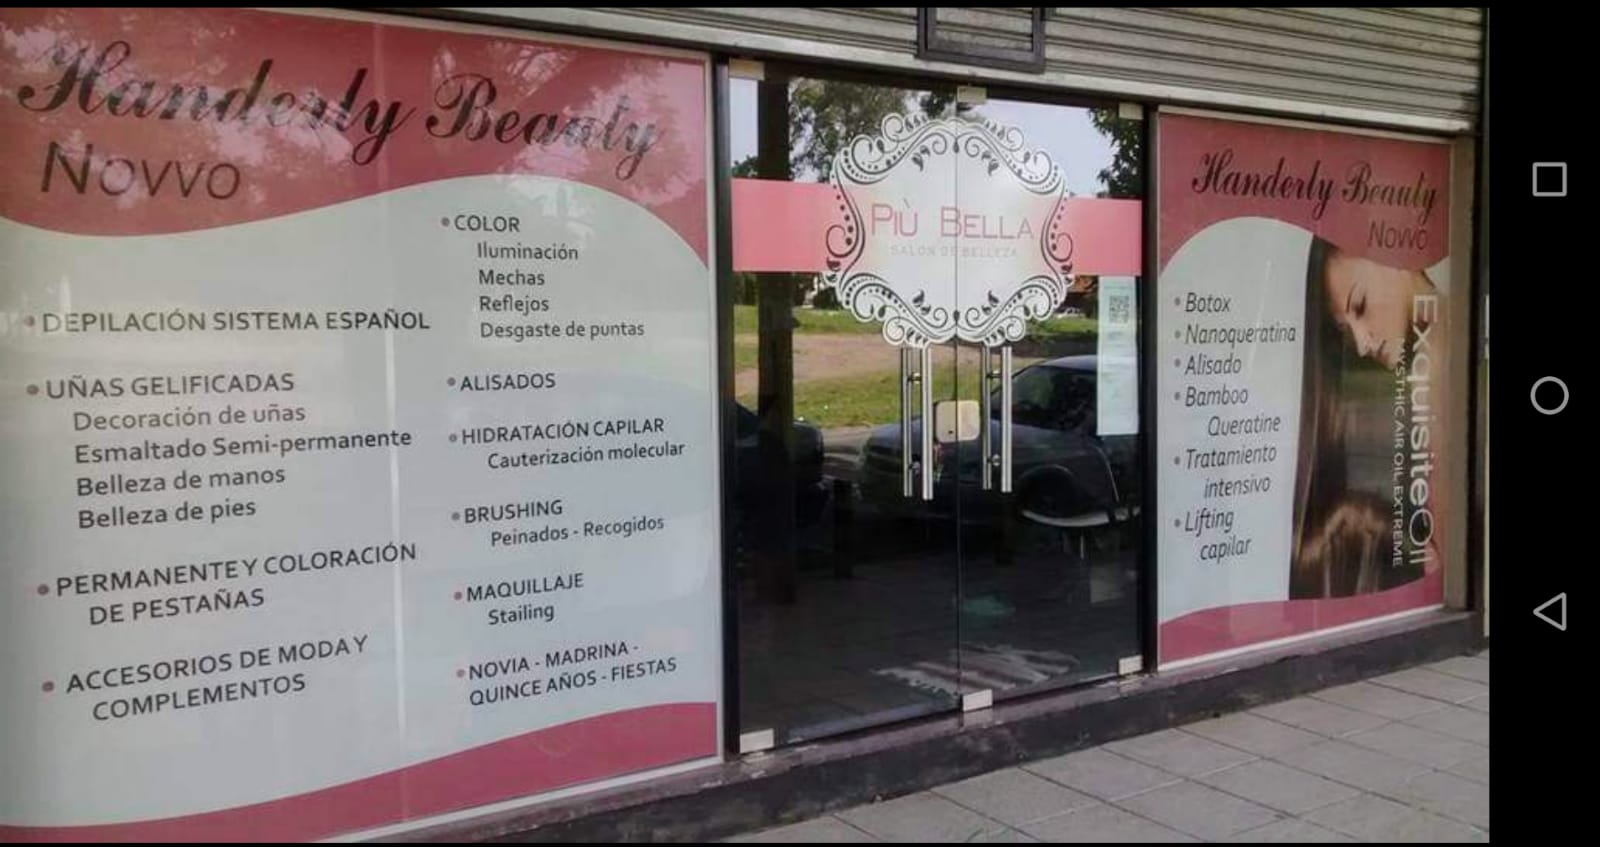 Handerly Beauty
Novvo
• DEPILACIÓN SISTEMA ESPAÑOL
• UÑAS GELIFICADAS
Decoración de uñas
Esmaltado Semi-permanente
Belleza de manos
Belleza de pies
• PERMANENTE Y COLORACIÓN
DE PESTAÑAS
• ACCESORIOS DE MODA Y
COMPLEMENTOS
• COLOR
Iluminación
Mechas
Reflejos
Desgaste de puntas
• ALISADOS
• HIDRATACIÓN CAPILAR
Cauterización molecular
• BRUSHING
Peinados - Recogidos
• MAQUILLAJE
Stailing
• NOVIA - MADRINA -
QUINCE AÑOS - FIESTAS
PIÙ BELLA
SALON DE BELLEZA
Handerly Beauty
Novvo
• Botox
• Nanoqueratina
• Alisado
• Bamboo
Queratine
• Tratamiento
intensivo
• Lifting
capilar
ExquisiteOil
MYSTHIC AIR OIL EXTREME